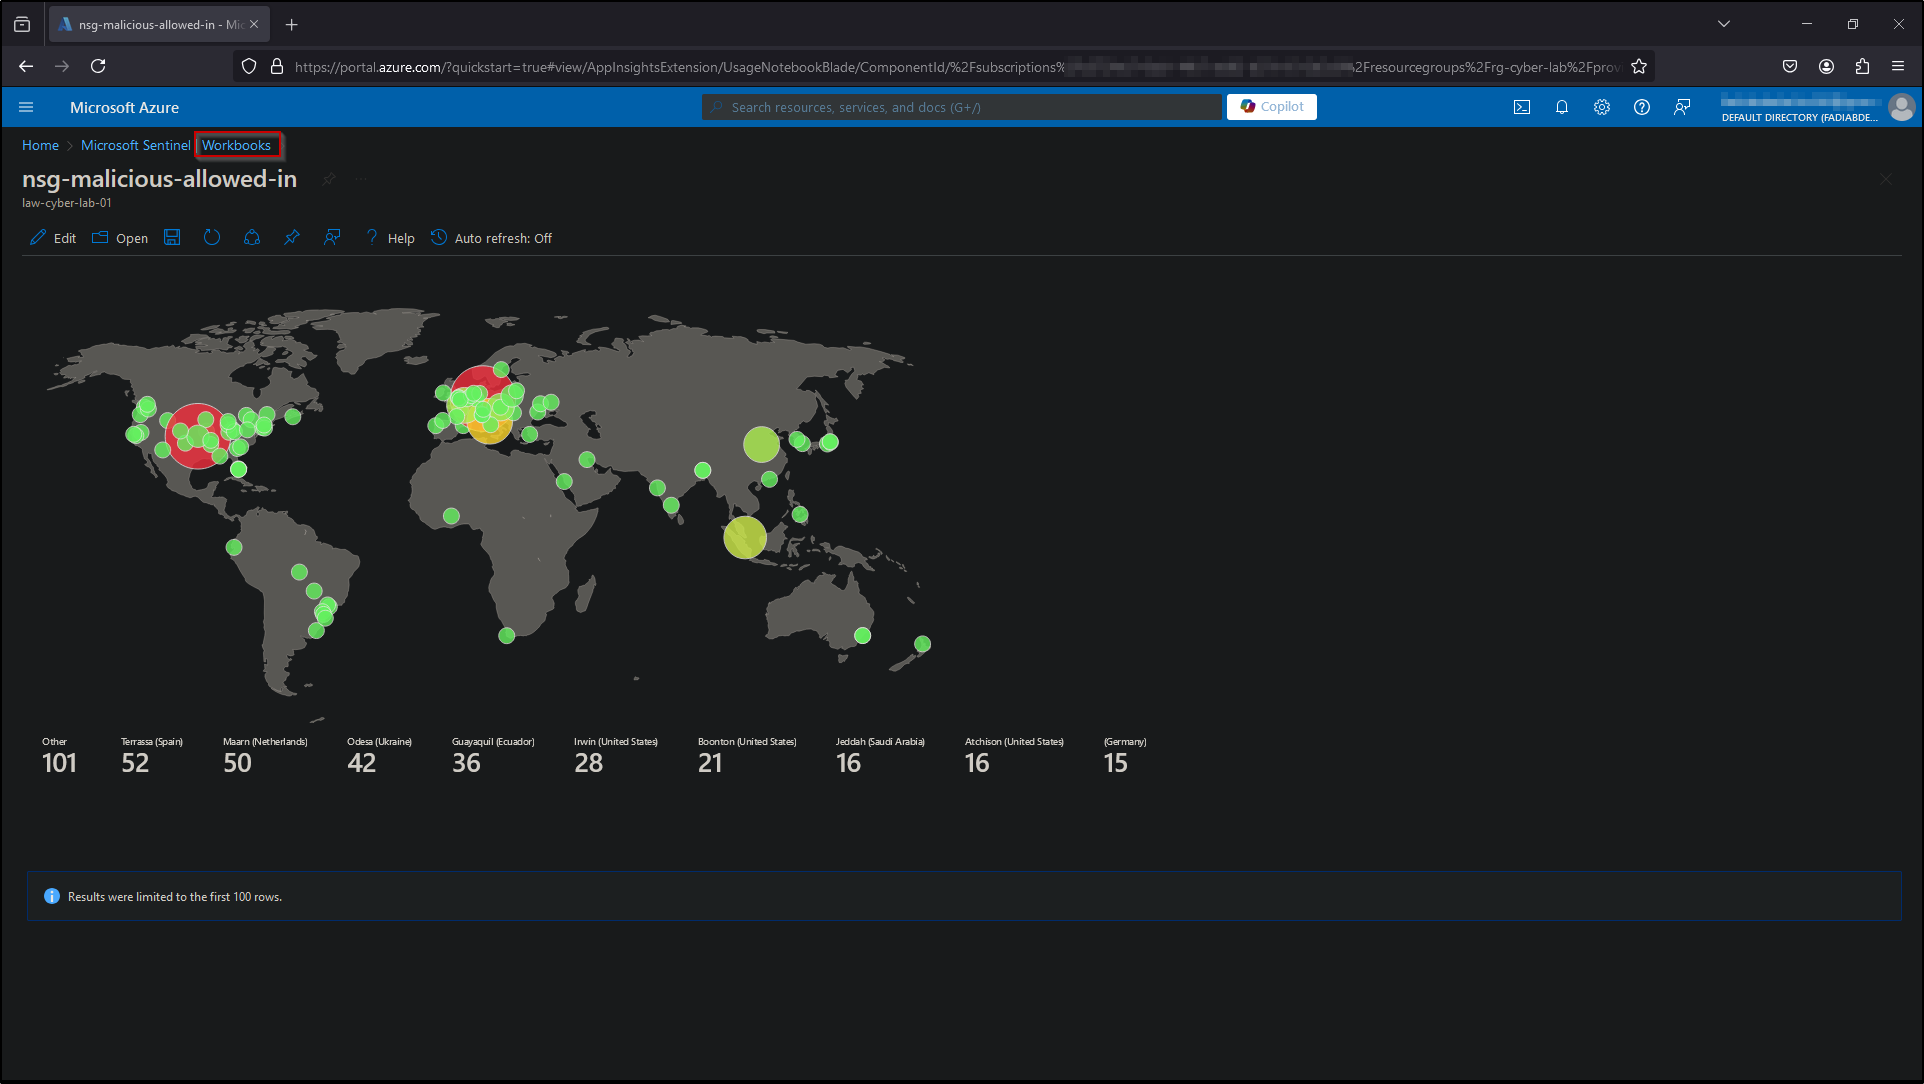 nsg-malicious-allowed-in - Mic
https://portal.azure.com/?quickstart=true#view/AppInsightsExtension/UsageNotebookBlade/ComponentId/%2Fsubscriptions% %2Fresourcegroups%2Frg-cyber-lab%2Fprov
Microsoft Azure
Search resources, services, and docs (G+/)
Copilot
DEFAULT DIRECTORY (FADIABDE...
Home > Microsoft Sentinel | Workbooks
nsg-malicious-allowed-in
law-cyber-lab-01
Edit Open Help Auto refresh: Off
Other Terrassa (Spain) Maarn (Netherlands) Odesa (Ukraine) Guayaquil (Ecuador) Irwin (United States) Boonton (United States) Jeddah (Saudi Arabia) Atchison (United States) (Germany)
101 52 50 42 36 28 21 16 16 15
Results were limited to the first 100 rows.